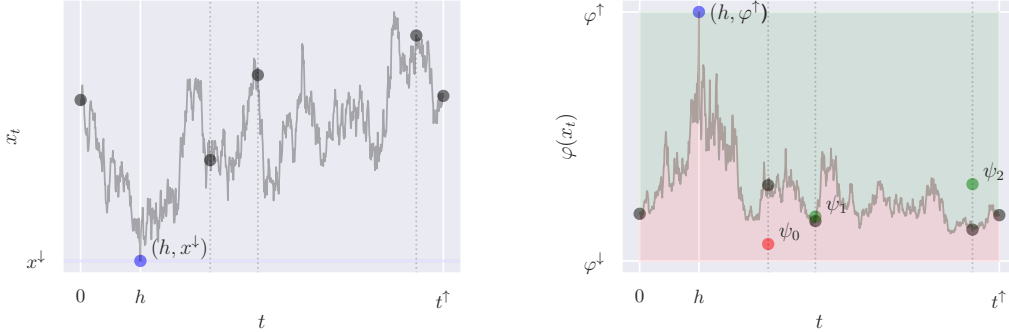 x_t
(h, x↓)
x↓
0
h
t↑
t
φ↑
(h, φ↑)
φ(x_t)
ψ_2
ψ_1
ψ_0
φ↓
0
h
t↑
t